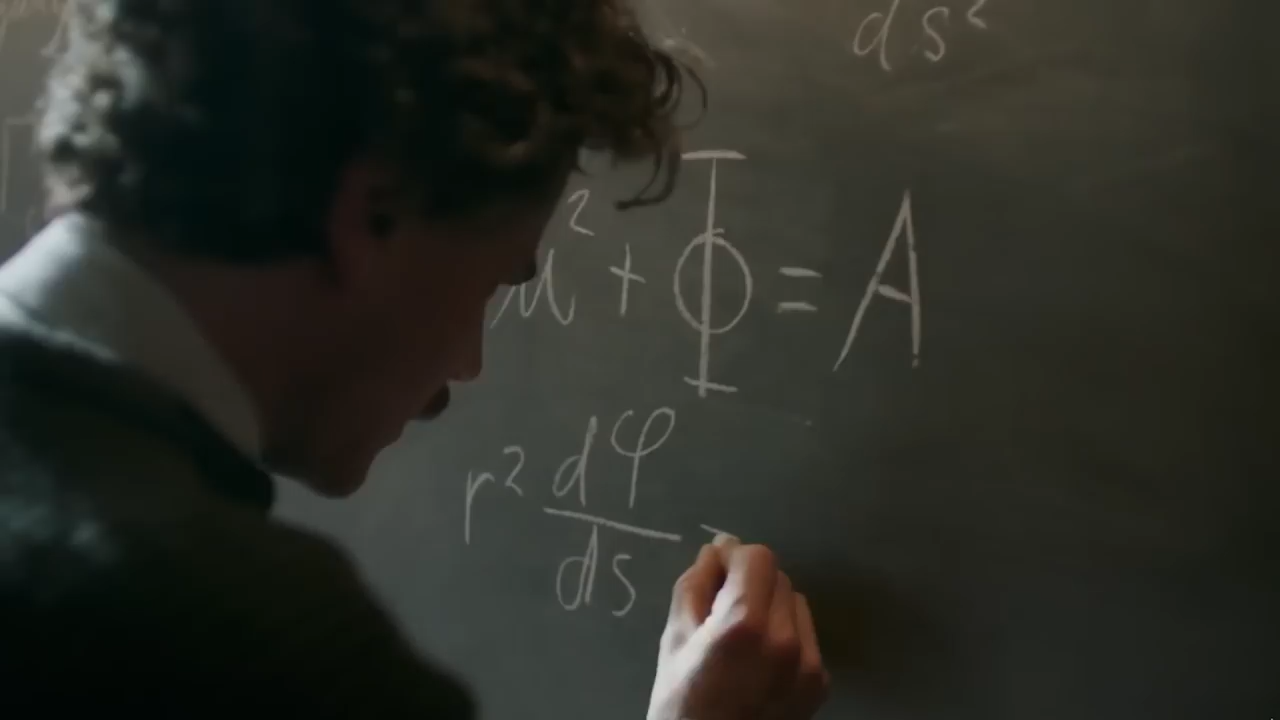 ds²
u² + Φ = A
r² dφ/ds